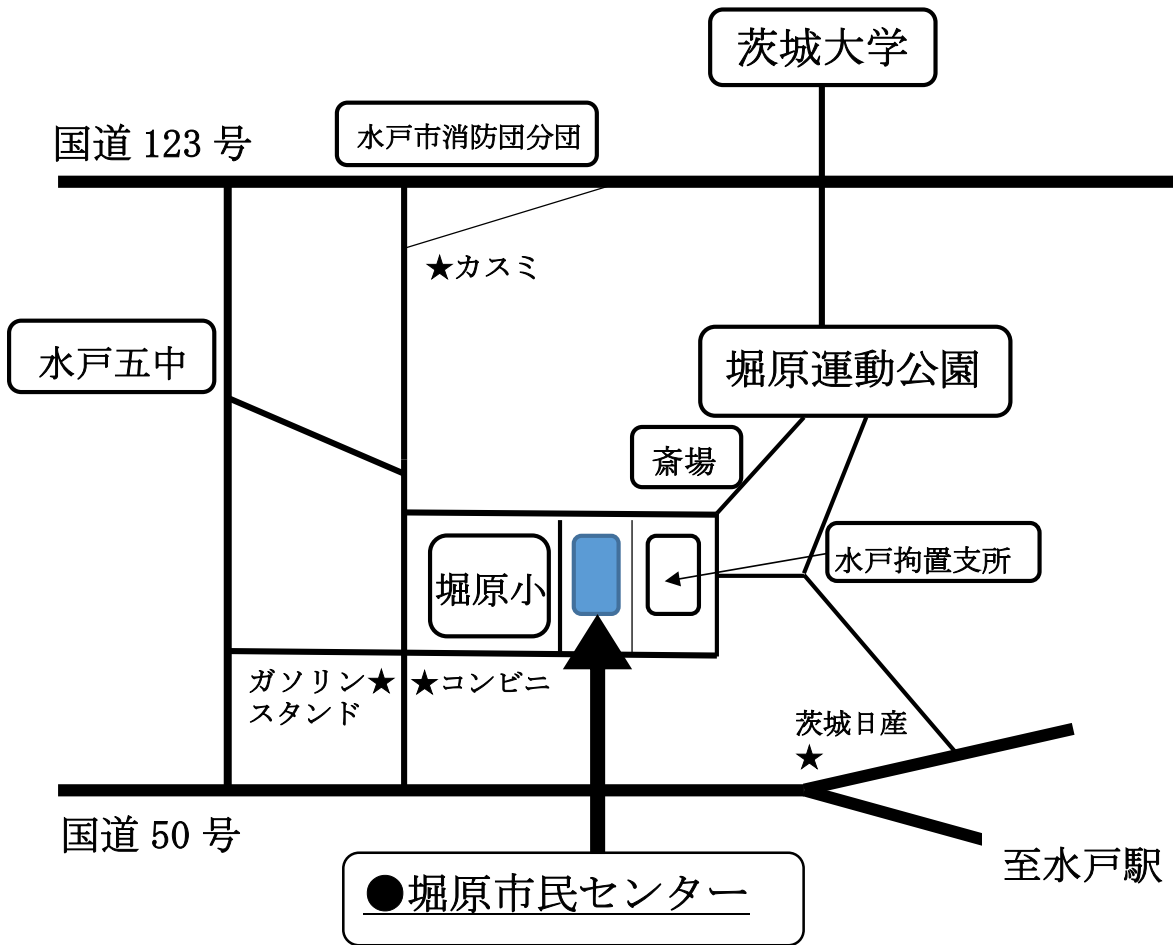 茨城大学
水戸市消防団分団
国道 123 号
★カスミ
水戸五中
堀原運動公園
斎場
水戸拘置支所
堀原小
ガソリン★
スタンド
★コンビニ
茨城日産
★
国道 50 号
至水戸駅
●堀原市民センター